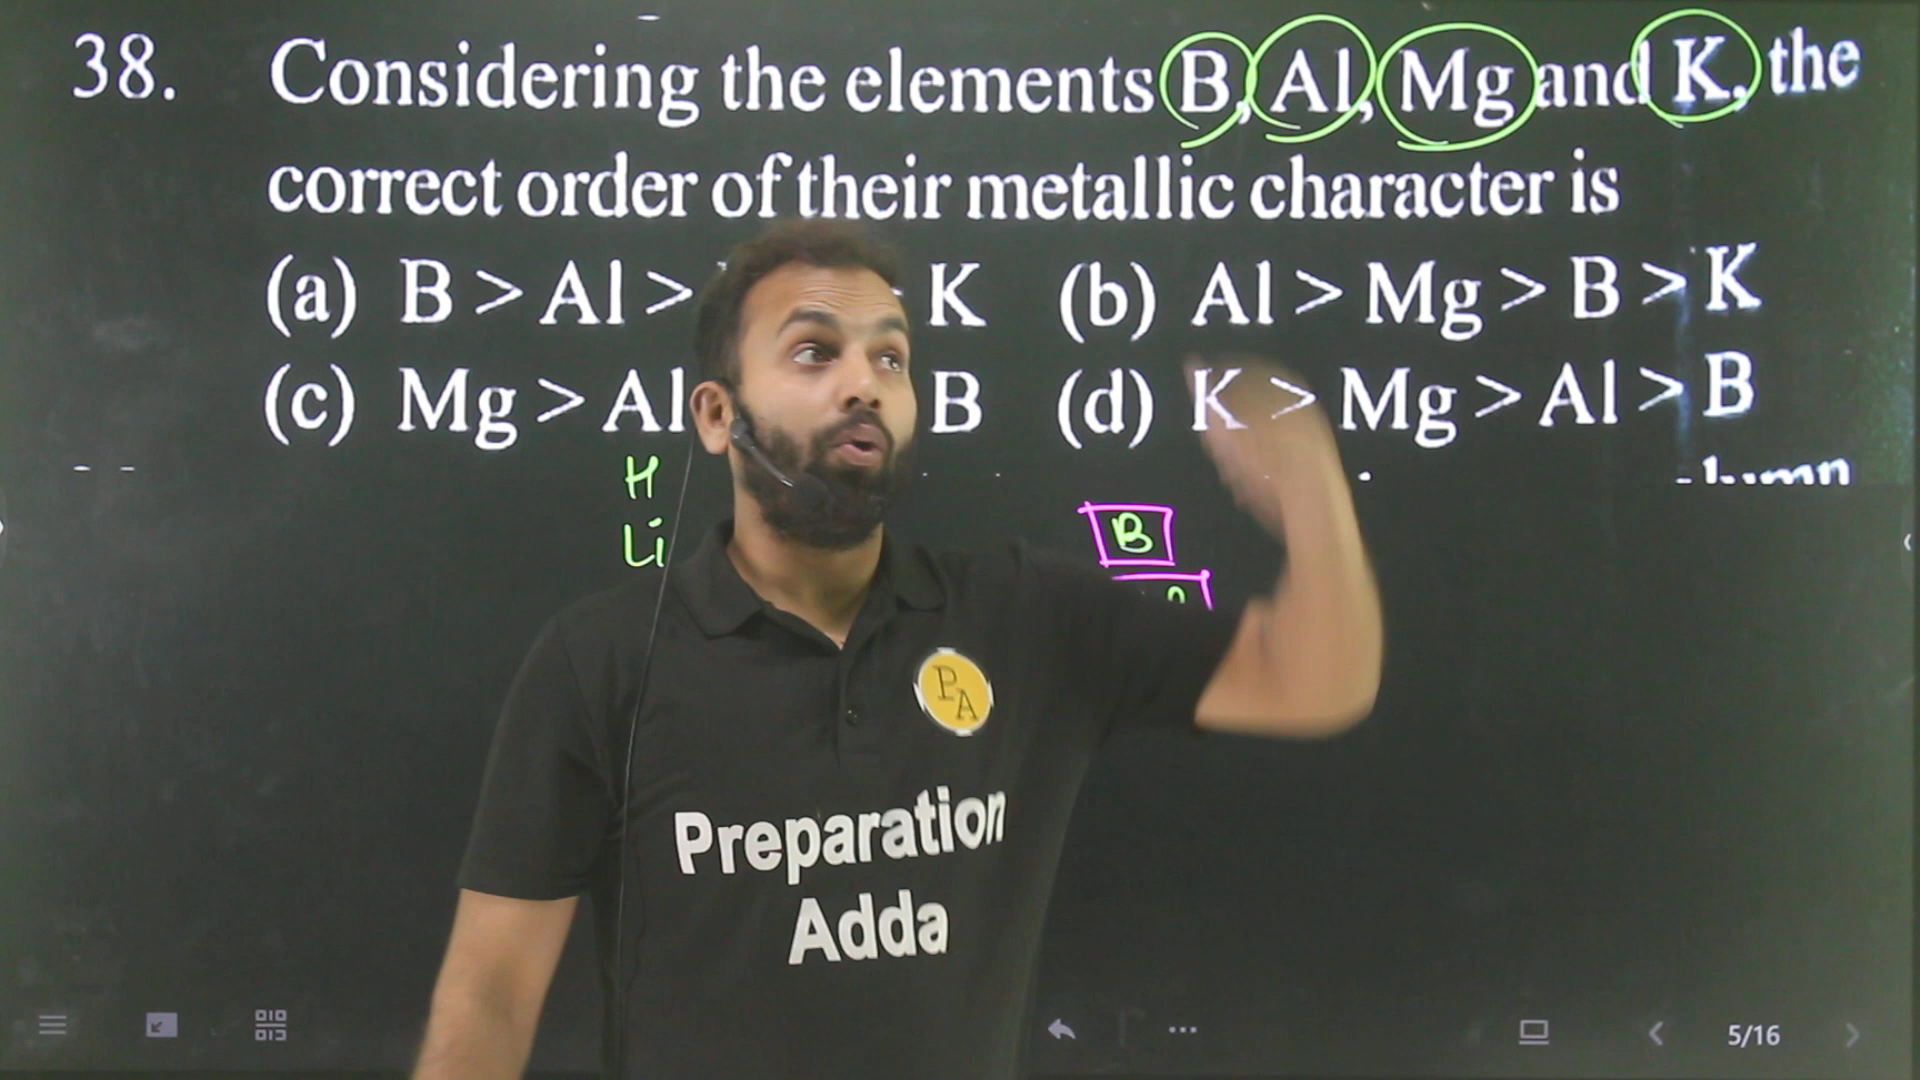 38. Considering the elements B, Al, Mg and K, the
correct order of their metallic character is
(a) B > Al > K (b) Al > Mg > B > K
(c) Mg > Al B (d) K > Mg > Al > B
H
Li
B
P
A
Preparation
Adda
5/16